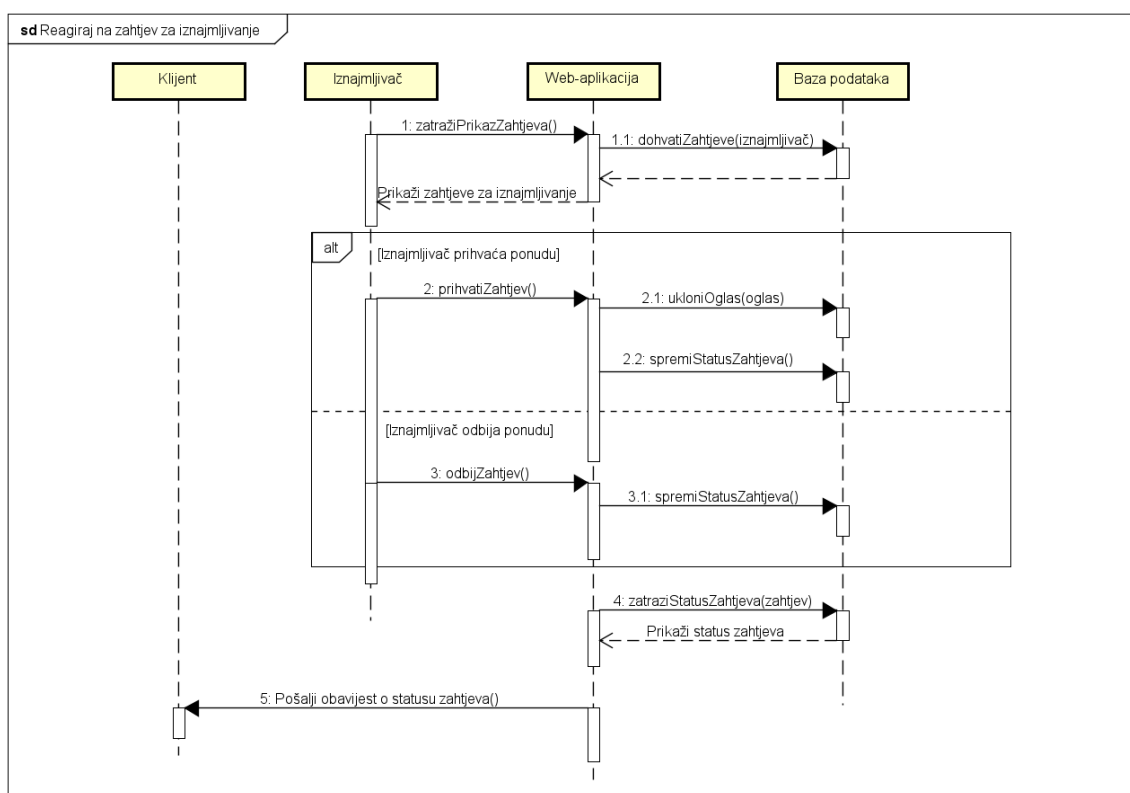 sd Reagiraj na zahtjev za iznajmljivanje
Klijent
Iznajmljivač
Web-aplikacija
Baza podataka
1: zatražiPrikazZahtjeva()
1.1: dohvatiZahtjeve(iznajmljivač)
Prikaži zahtjeve za iznajmljivanje
alt
[Iznajmljivač prihvaća ponudu]
2: prihvatiZahtjev()
2.1: ukloniOglas(oglas)
2.2: spremiStatusZahtjeva()
[Iznajmljivač odbija ponudu]
3: odbijZahtjev()
3.1: spremiStatusZahtjeva()
4: zatraziStatusZahtjeva(zahtjev)
Prikaži status zahtjeva
5: Pošalji obavijest o statusu zahtjeva()